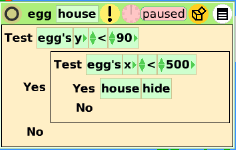 egg house ! paused
Test egg's y < 90
Test egg's x < 500
Yes Yes house hide
No
No